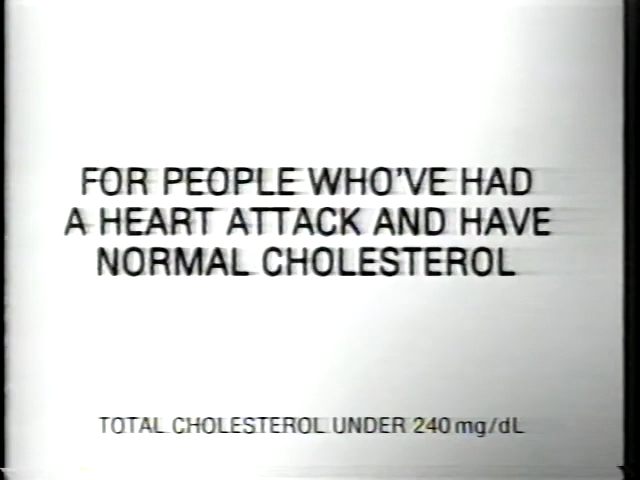 FOR PEOPLE WHO'VE HAD
A HEART ATTACK AND HAVE
NORMAL CHOLESTEROL
TOTAL CHOLESTEROL UNDER 240 mg/dL